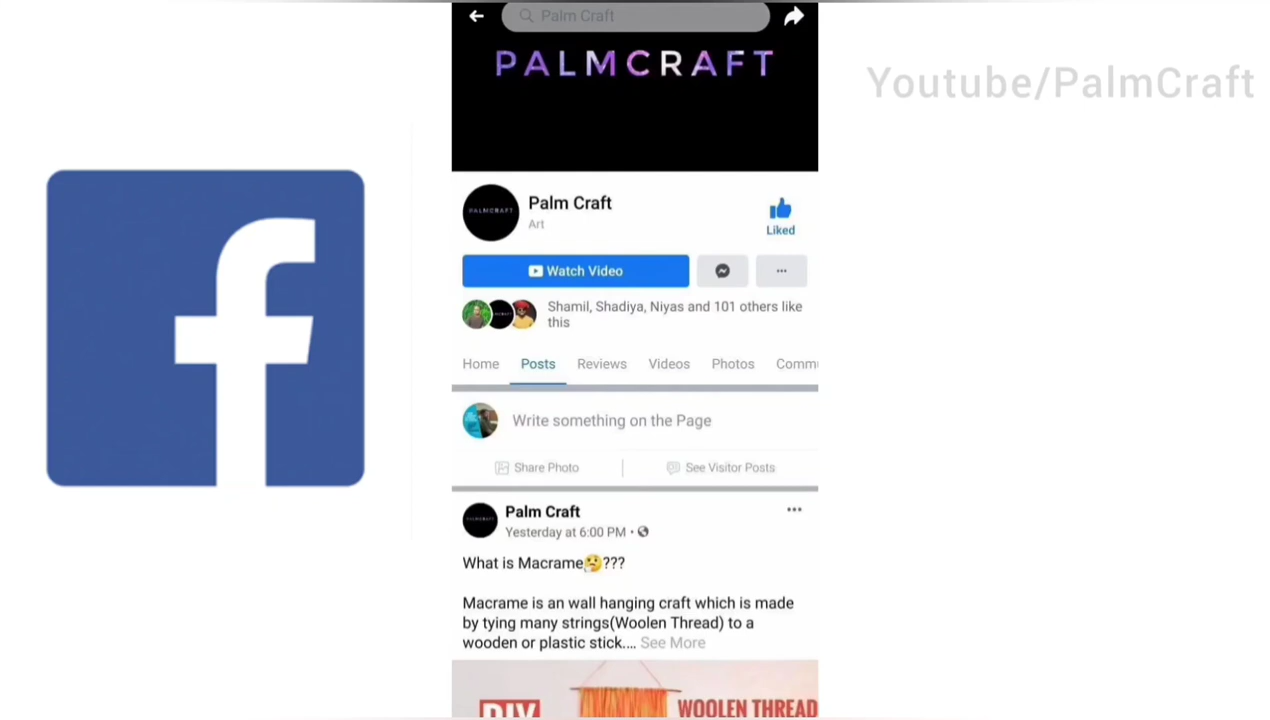 Palm Craft
PALMCRAFT
Youtube/PalmCraft
PALMCRAFT
Palm Craft
Art
Liked
Watch Video
Shamil, Shadiya, Niyas and 101 others like
this
Home Posts Reviews Videos Photos Commu
Write something on the Page
Share Photo See Visitor Posts
Palm Craft
Yesterday at 6:00 PM •
What is Macrame🤔???
Macrame is an wall hanging craft which is made
by tying many strings(Woolen Thread) to a
wooden or plastic stick.... See More
DIY WOOLEN THREAD